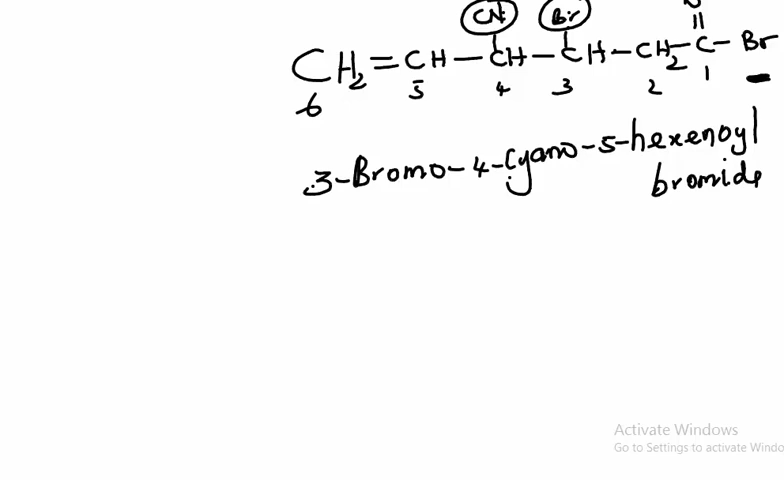 CN Br
CH2=CH-CH-CH-CH2-C-Br
6 5 4 3 2 1
3-Bromo-4-Cyano-5-hexenoyl
bromide
Activate Windows
Go to Settings to activate Windo